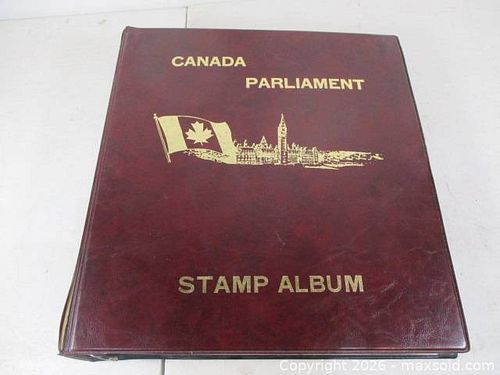 CANADA
PARLIAMENT
STAMP ALBUM
Copyright 2026 - maxsold.com